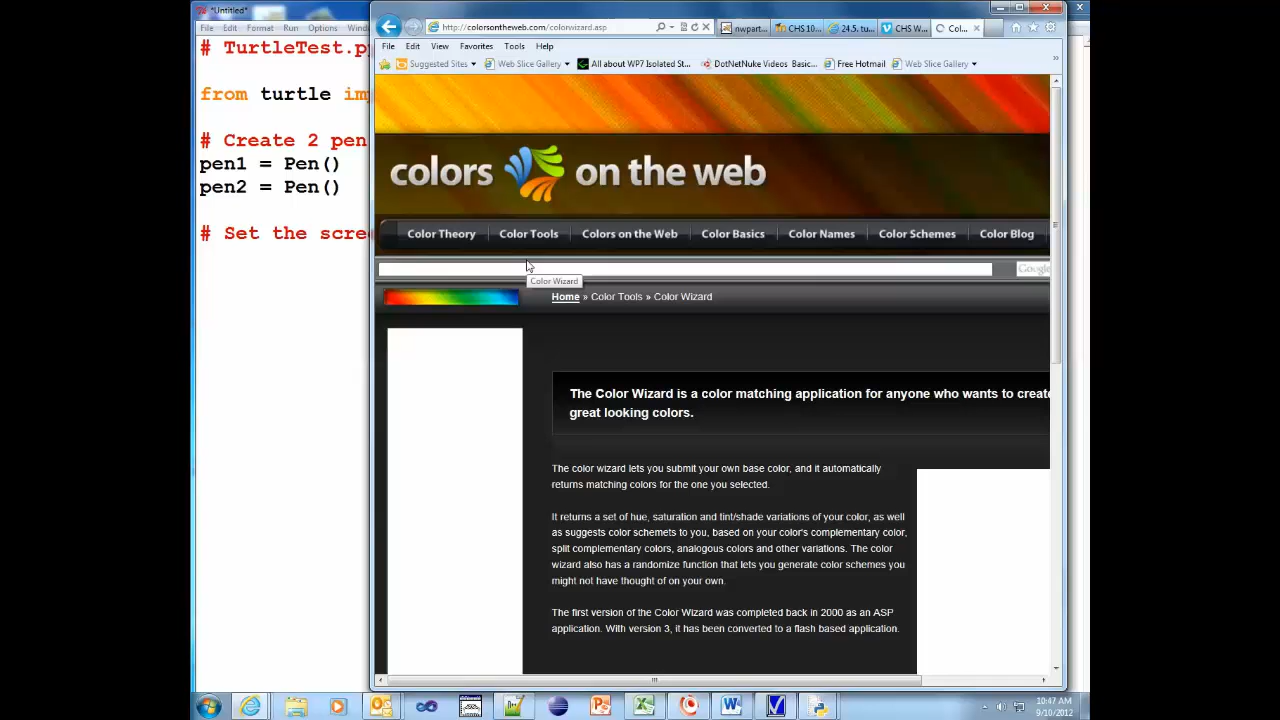 *Untitled*
File Edit Format Run Options Windo
# TurtleTest.p
from turtle im
# Create 2 pen
pen1 = Pen()
pen2 = Pen()
# Set the scre
http://colorsontheweb.com/colorwizard.asp
nwpart... CHS 10... 24.5. tu... CHS W... Col...
File Edit View Favorites Tools Help
Suggested Sites Web Slice Gallery All about WP7 Isolated St... DotNetNuke Videos Basic... Free Hotmail Web Slice Gallery
colors on the web
Color Theory Color Tools Colors on the Web Color Basics Color Names Color Schemes Color Blog
Google
Color Wizard
Home » Color Tools » Color Wizard
The Color Wizard is a color matching application for anyone who wants to create
great looking colors.
The color wizard lets you submit your own base color, and it automatically
returns matching colors for the one you selected.
It returns a set of hue, saturation and tint/shade variations of your color, as well
as suggests color schemets to you, based on your color's complementary color,
split complementary colors, analogous colors and other variations. The color
wizard also has a randomize function that lets you generate color schemes you
might not have thought of on your own.
The first version of the Color Wizard was completed back in 2000 as an ASP
application. With version 3, it has been converted to a flash based application.
10:47 AM
9/10/2012